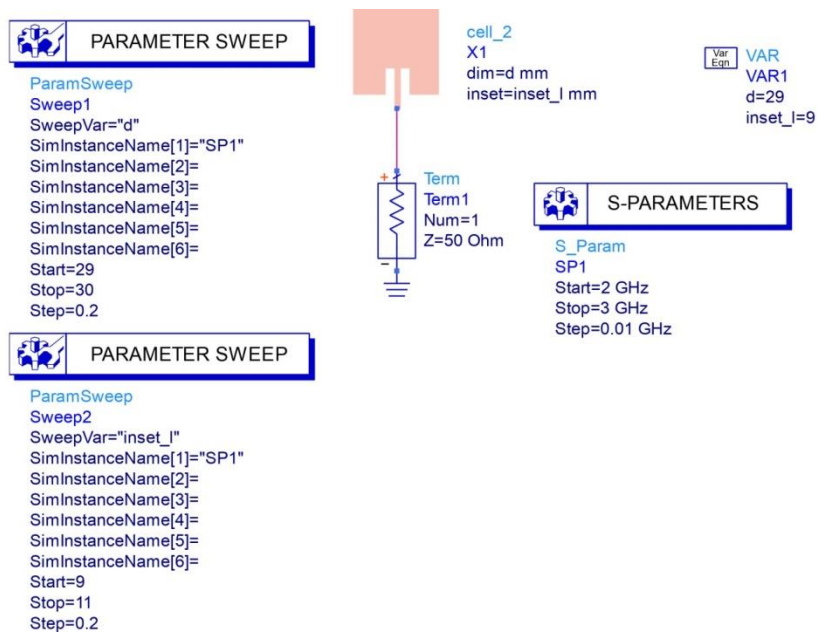 PARAMETER SWEEP
ParamSweep
Sweep1
SweepVar="d"
SimInstanceName[1]="SP1"
SimInstanceName[2]=
SimInstanceName[3]=
SimInstanceName[4]=
SimInstanceName[5]=
SimInstanceName[6]=
Start=29
Stop=30
Step=0.2
PARAMETER SWEEP
ParamSweep
Sweep2
SweepVar="inset_l"
SimInstanceName[1]="SP1"
SimInstanceName[2]=
SimInstanceName[3]=
SimInstanceName[4]=
SimInstanceName[5]=
SimInstanceName[6]=
Start=9
Stop=11
Step=0.2
cell_2
X1
dim=d mm
inset=inset_l mm
+
Term
Term1
Num=1
Z=50 Ohm
-
Var
Eqn
VAR
VAR1
d=29
inset_l=9
S-PARAMETERS
S_Param
SP1
Start=2 GHz
Stop=3 GHz
Step=0.01 GHz